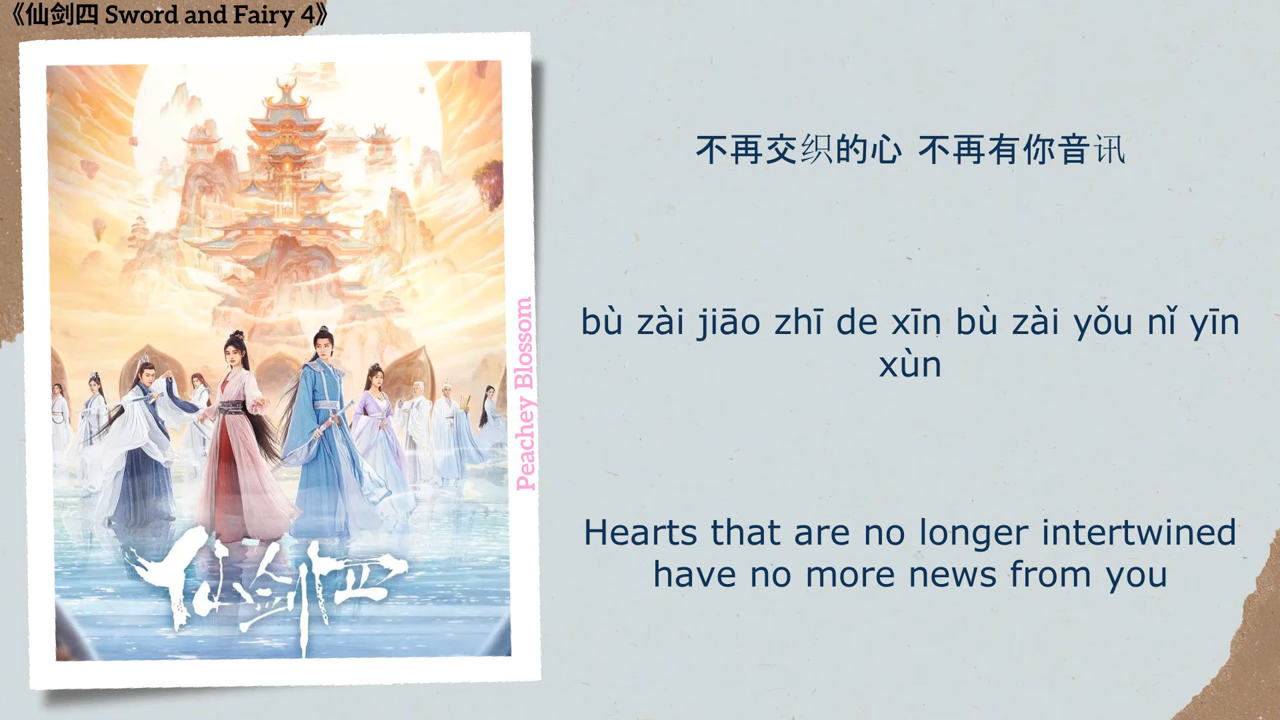 《仙剑四 Sword and Fairy 4》
不再交织的心 不再有你音讯
bù zài jiāo zhī de xīn bù zài yǒu nǐ yīn
xùn
Peachey Blossom
Hearts that are no longer intertwined
have no more news from you
仙剑四